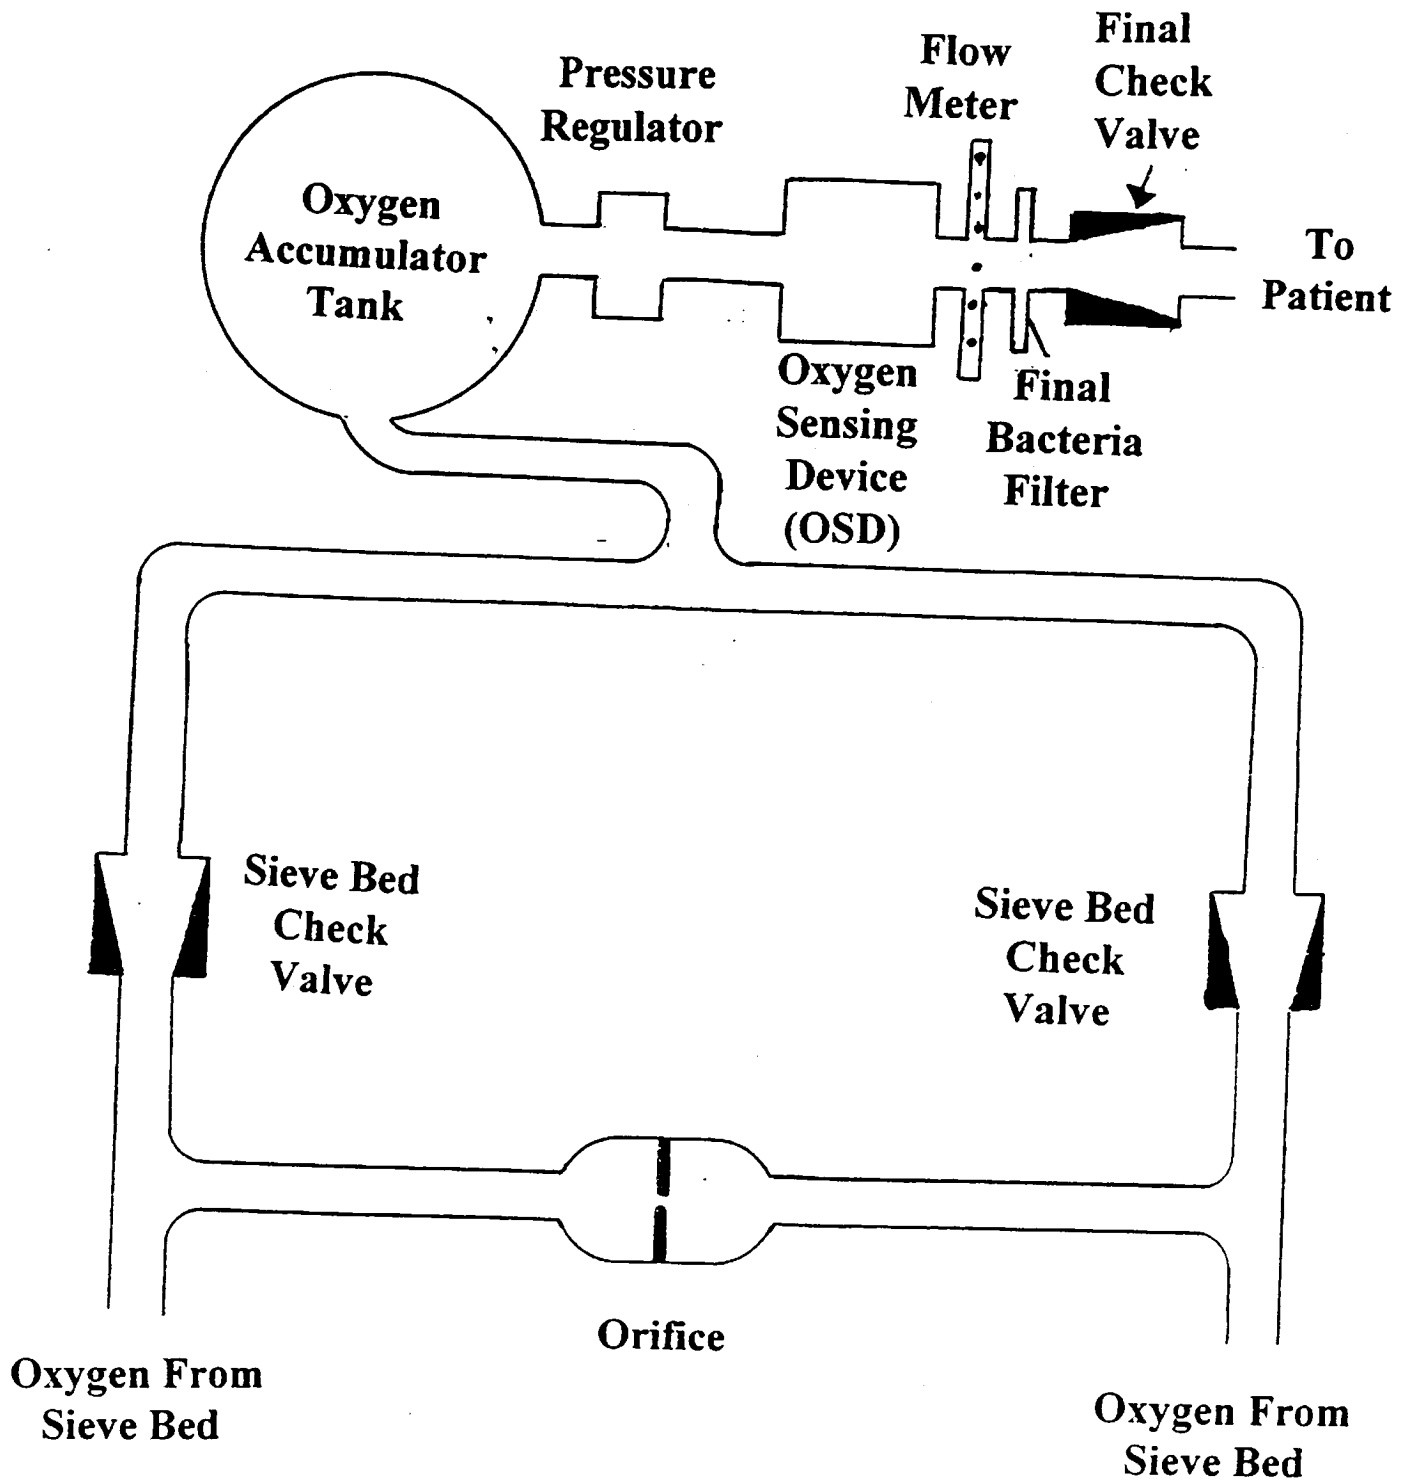 Pressure
Regulator
Flow
Meter
Final
Check
Valve
Oxygen
Accumulator
Tank
To
Patient
Oxygen
Sensing
Device
(OSD)
Final
Bacteria
Filter
Sieve Bed
Check
Valve
Sieve Bed
Check
Valve
Orifice
Oxygen From
Sieve Bed
Oxygen From
Sieve Bed